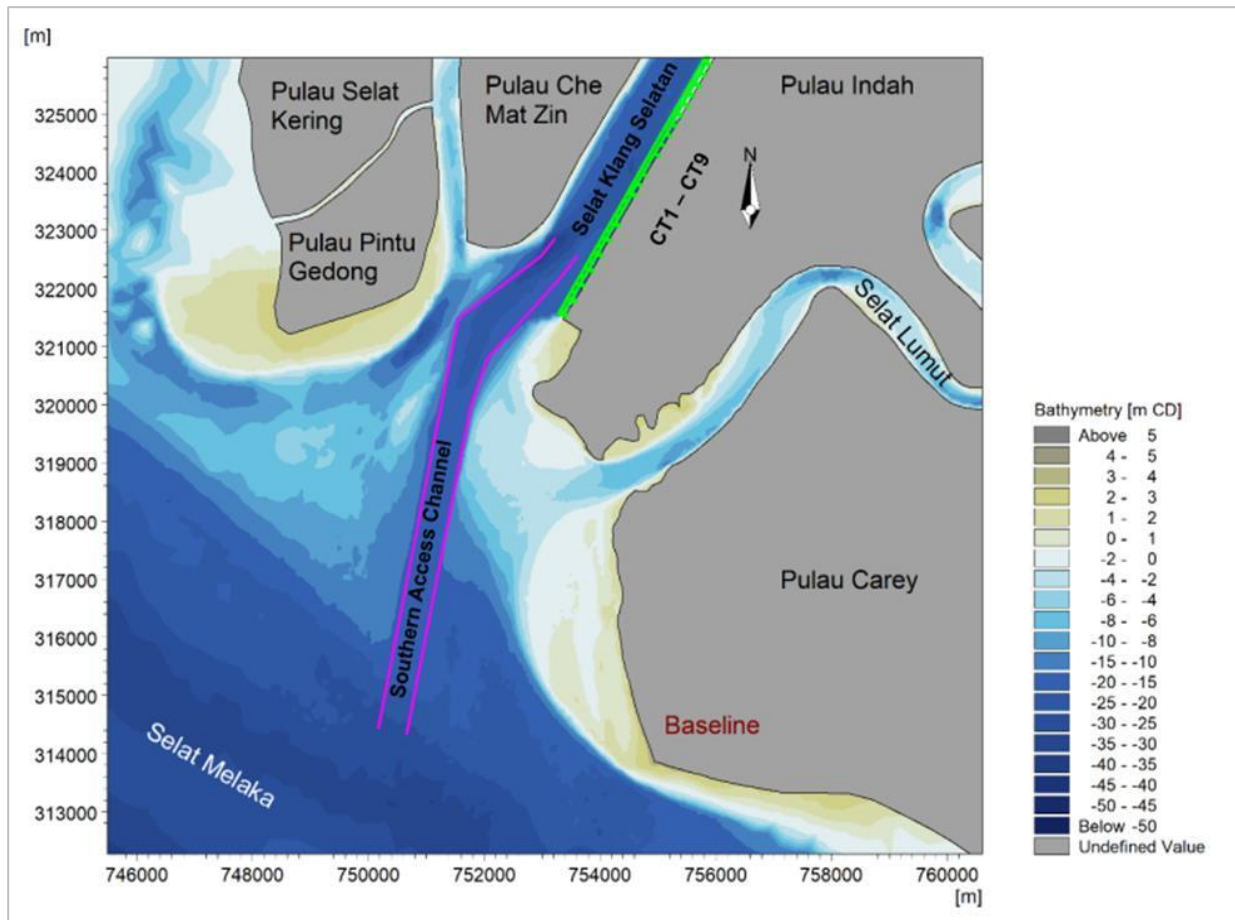 [m]
Pulau Selat
Kering
Pulau Che
Mat Zin
Selat Klang Selatan
Pulau Indah
CT1 – CT9
N
Pulau Pintu
Gedong
Selat Lumut
Southern Access Channel
Pulau Carey
Baseline
Selat Melaka
325000
324000
323000
322000
321000
320000
319000
318000
317000
316000
315000
314000
313000
746000 748000 750000 752000 754000 756000 758000 760000
[m]
Bathymetry [m CD]
Above 5
4 - 5
3 - 4
2 - 3
1 - 2
0 - 1
-2 - 0
-4 - -2
-6 - -4
-8 - -6
-10 - -8
-15 - -10
-20 - -15
-25 - -20
-30 - -25
-35 - -30
-40 - -35
-45 - -40
-50 - -45
Below -50
Undefined Value